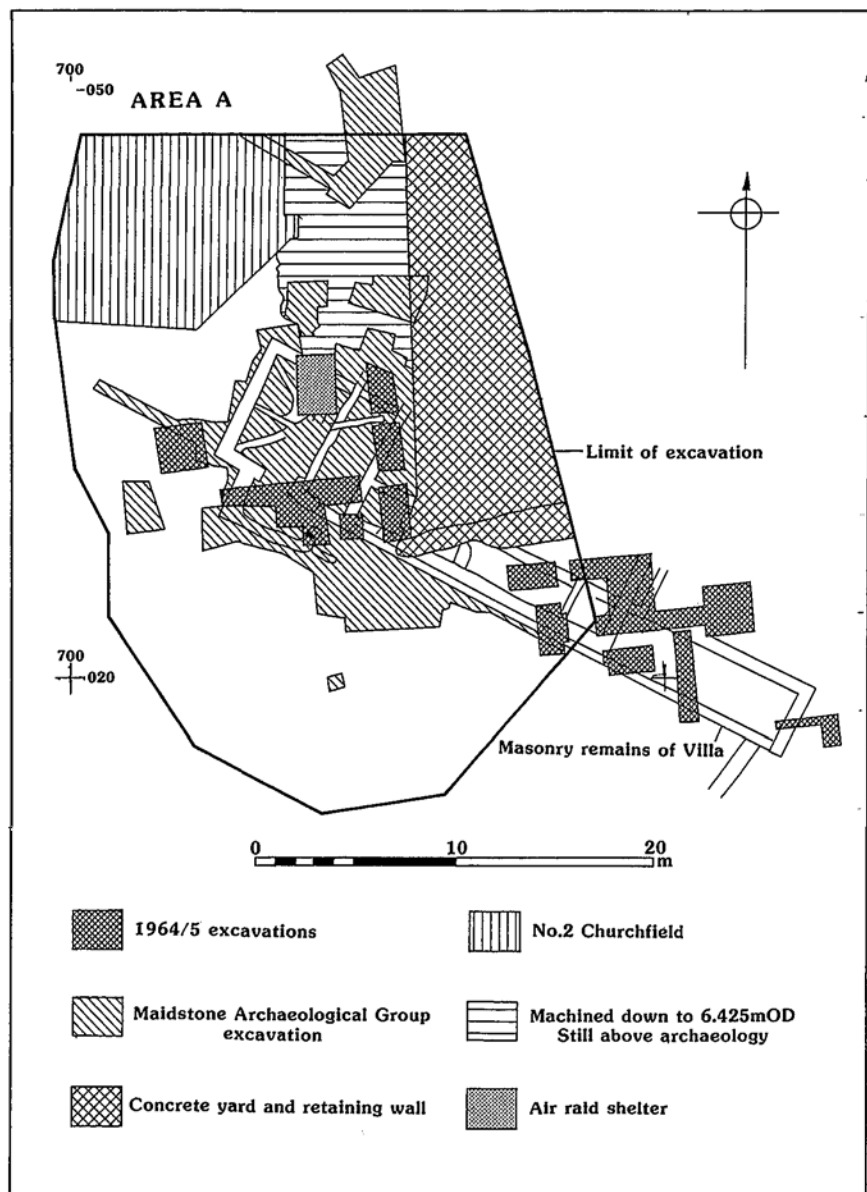 700
-050
AREA A
Limit of excavation
700
-020
Masonry remains of Villa
0 10 20
m
1964/5 excavations
No.2 Churchfield
Maidstone Archaeological Group
excavation
Machined down to 6.425mOD
Still above archaeology
Concrete yard and retaining wall
Air raid shelter